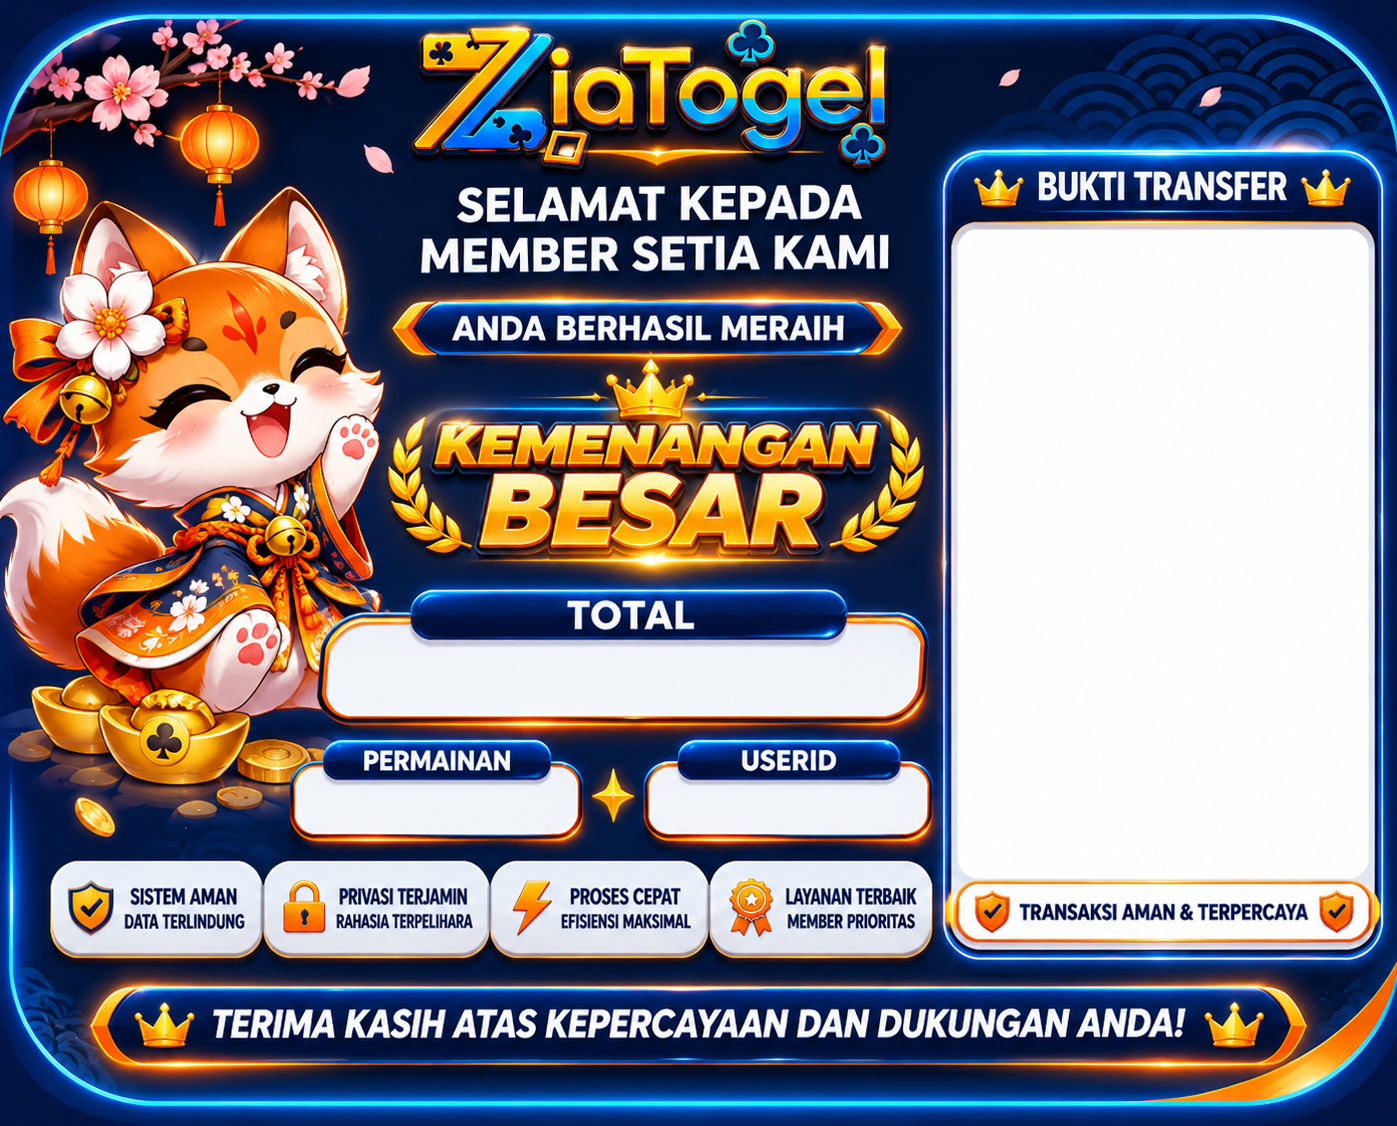 ZiaTogel
SELAMAT KEPADA
MEMBER SETIA KAMI
ANDA BERHASIL MERAIH
KEMENANGAN
BESAR
TOTAL
PERMAINAN
USERID
BUKTI TRANSFER
TRANSAKSI AMAN & TERPERCAYA
SISTEM AMAN
DATA TERLINDUNG
PRIVASI TERJAMIN
RAHASIA TERPELIHARA
PROSES CEPAT
EFISIENSI MAKSIMAL
LAYANAN TERBAIK
MEMBER PRIORITAS
TERIMA KASIH ATAS KEPERCAYAAN DAN DUKUNGAN ANDA!